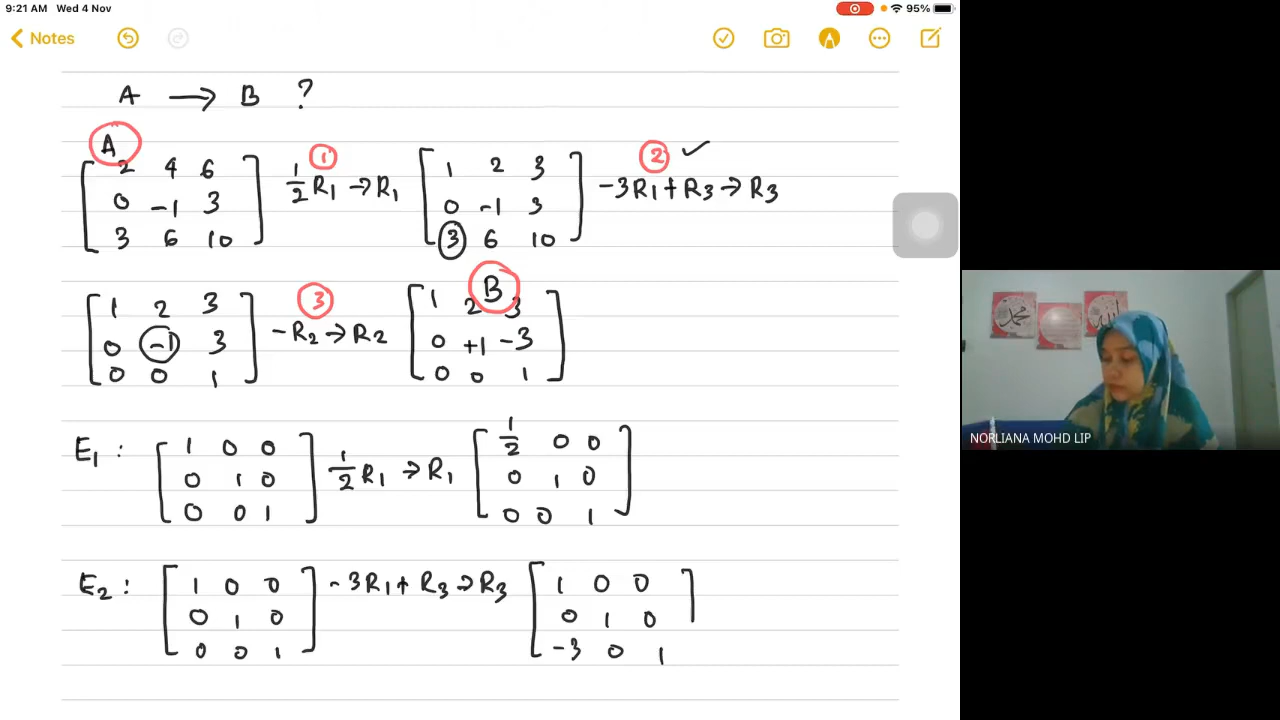 9:21 AM Wed 4 Nov 95%
Notes
A → B ?
A
2 4 6
0 -1 3
3 6 10
1/2 R1 → R1
1
1 2 3
0 -1 3
3 6 10
2 ✓
-3R1 + R3 → R3
1 2 3
0 -1 3
0 0 1
3
-R2 → R2
B
1 2 3
0 +1 -3
0 0 1
E1 :
1 0 0
0 1 0
0 0 1
1/2 R1 → R1
1/2 0 0
0 1 0
0 0 1
E2 :
1 0 0
0 1 0
0 0 1
-3R1 + R3 → R3
1 0 0
0 1 0
-3 0 1
محمد
الله
NORLIANA MOHD LIP